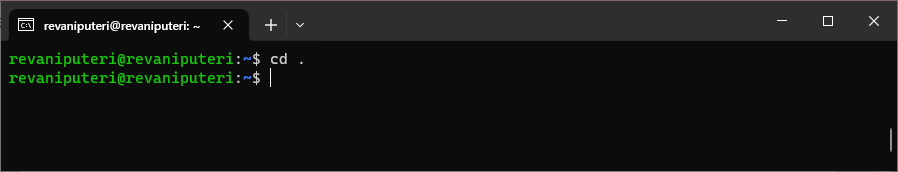 revaniputeri@revaniputeri: ~
revaniputeri@revaniputeri:~$ cd .
revaniputeri@revaniputeri:~$